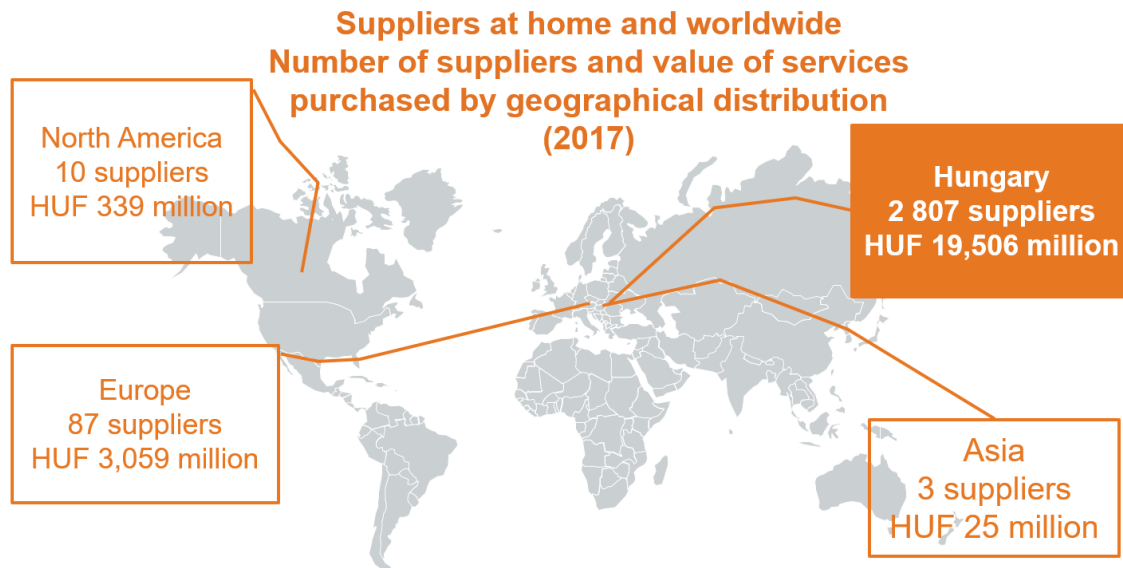 Suppliers at home and worldwide
Number of suppliers and value of services
purchased by geographical distribution
(2017)
North America
10 suppliers
HUF 339 million
Hungary
2 807 suppliers
HUF 19,506 million
Europe
87 suppliers
HUF 3,059 million
Asia
3 suppliers
HUF 25 million